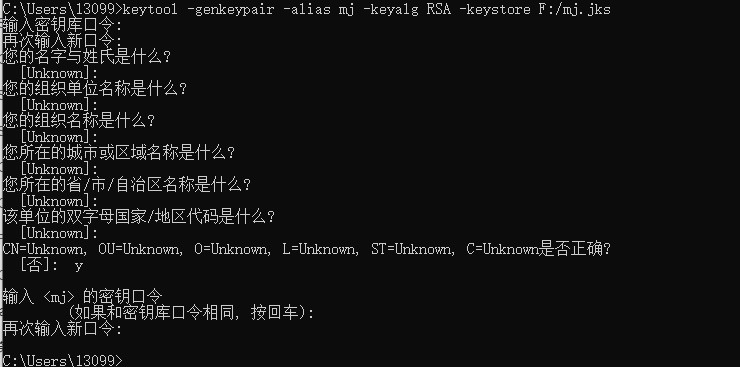 C:\Users\13099>keytool -genkeypair -alias mj -keyalg RSA -keystore F:/mj.jks
输入密钥库口令:
再次输入新口令:
您的名字与姓氏是什么?
[Unknown]:
您的组织单位名称是什么?
[Unknown]:
您的组织名称是什么?
[Unknown]:
您所在的城市或区域名称是什么?
[Unknown]:
您所在的省/市/自治区名称是什么?
[Unknown]:
该单位的双字母国家/地区代码是什么?
[Unknown]:
CN=Unknown, OU=Unknown, O=Unknown, L=Unknown, ST=Unknown, C=Unknown是否正确?
[否]: y
输入 <mj> 的密钥口令
(如果和密钥库口令相同, 按回车):
再次输入新口令:
C:\Users\13099>